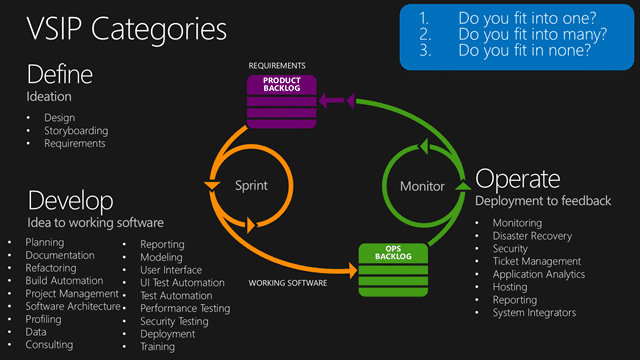 VSIP Categories
1. Do you fit into one?
2. Do you fit into many?
3. Do you fit in none?
Define
Ideation
• Design
• Storyboarding
• Requirements
REQUIREMENTS
PRODUCT
BACKLOG
Sprint
Monitor
OPS
BACKLOG
WORKING SOFTWARE
Develop
Idea to working software
• Planning
• Documentation
• Refactoring
• Build Automation
• Project Management
• Software Architecture
• Profiling
• Data
• Consulting
• Reporting
• Modeling
• User Interface
• UI Test Automation
• Test Automation
• Performance Testing
• Security Testing
• Deployment
• Training
Operate
Deployment to feedback
• Monitoring
• Disaster Recovery
• Security
• Ticket Management
• Application Analytics
• Hosting
• Reporting
• System Integrators